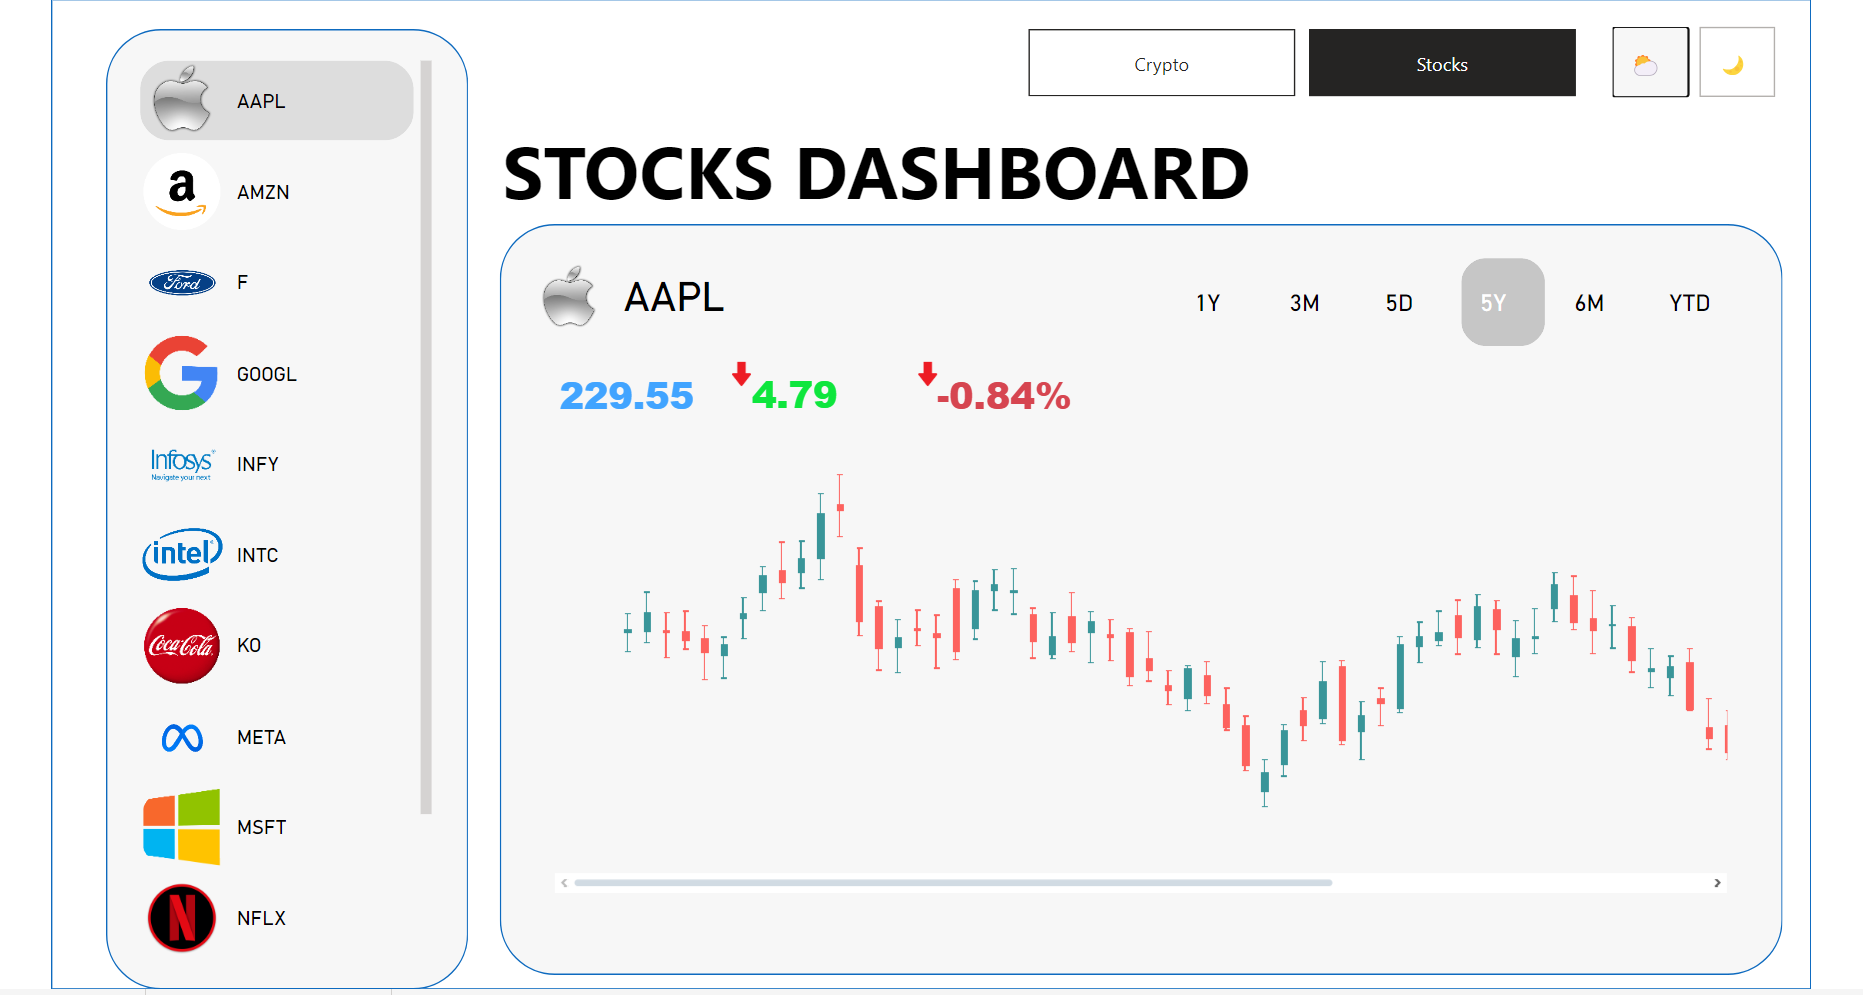 Crypto
Stocks
AAPL
a
AMZN
Ford
F
G
GOOGL
Infosys
Navigate your next
INFY
intel
INTC
Coca-Cola
KO
META
MSFT
N
NFLX
STOCKS DASHBOARD
AAPL
1Y 3M 5D 5Y 6M YTD
229.55 4.79 -0.84%